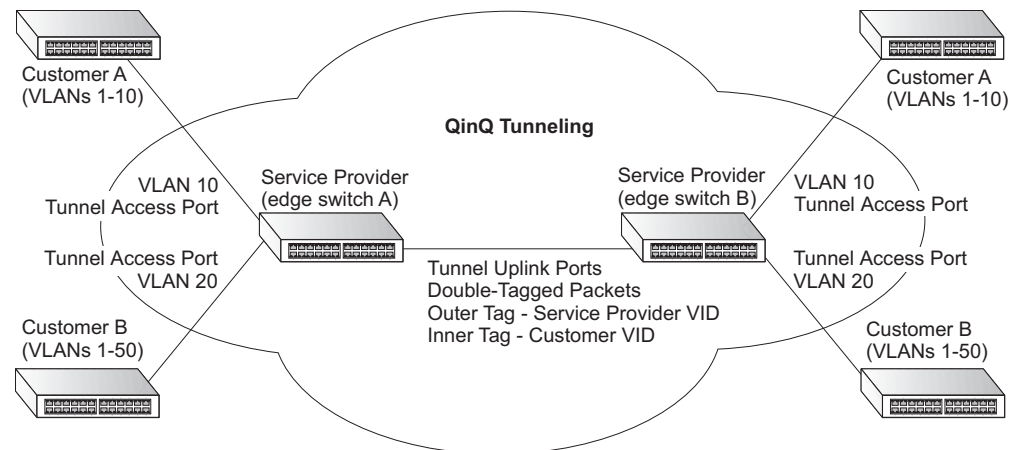 Customer A
(VLANs 1-10)
Customer A
(VLANs 1-10)
QinQ Tunneling
VLAN 10
Tunnel Access Port
Service Provider
(edge switch A)
Service Provider
(edge switch B)
VLAN 10
Tunnel Access Port
Tunnel Access Port
VLAN 20
Tunnel Uplink Ports
Double-Tagged Packets
Outer Tag - Service Provider VID
Inner Tag - Customer VID
Tunnel Access Port
VLAN 20
Customer B
(VLANs 1-50)
Customer B
(VLANs 1-50)